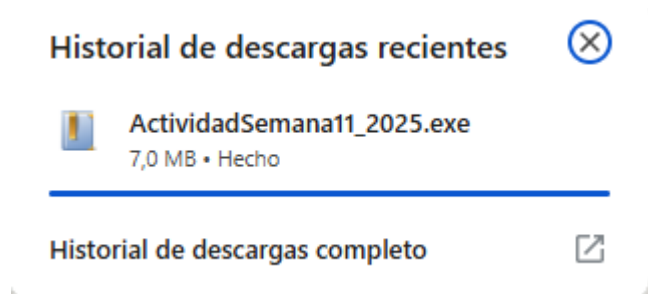 Historial de descargas recientes
ActividadSemana11_2025.exe
7,0 MB • Hecho
Historial de descargas completo